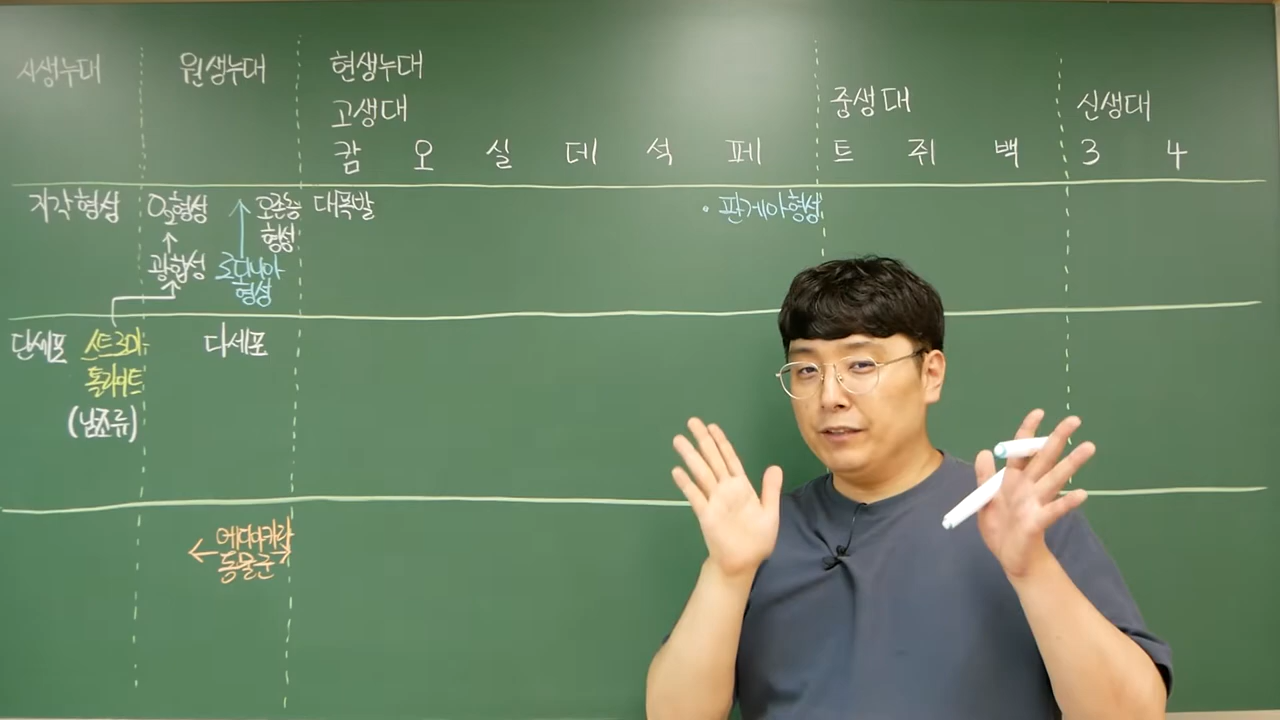 시생누대
원생누대
현생누대
고생대
중생대
신생대
캄 오 실 데 석 페 트 쥐 백 3 4
지각형성
O₂형성
광합성
오존층
형성
로디니아
형성
대폭발
· 판게아형성
단세포
스트로마
톨라이트
(남조류)
다세포
에디아카라
동물군